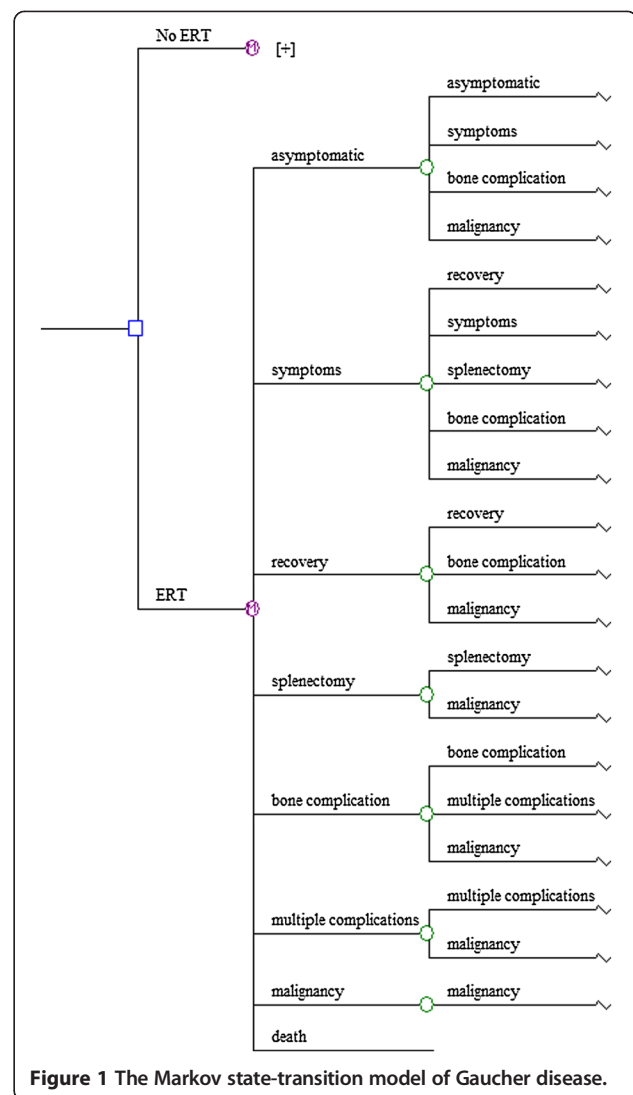 No ERT
[+]
asymptomatic
asymptomatic
symptoms
bone complication
malignancy
symptoms
recovery
symptoms
splenectomy
bone complication
malignancy
ERT
recovery
recovery
bone complication
malignancy
splenectomy
splenectomy
malignancy
bone complication
bone complication
multiple complications
malignancy
multiple complications
multiple complications
malignancy
malignancy
malignancy
death
Figure 1 The Markov state-transition model of Gaucher disease.